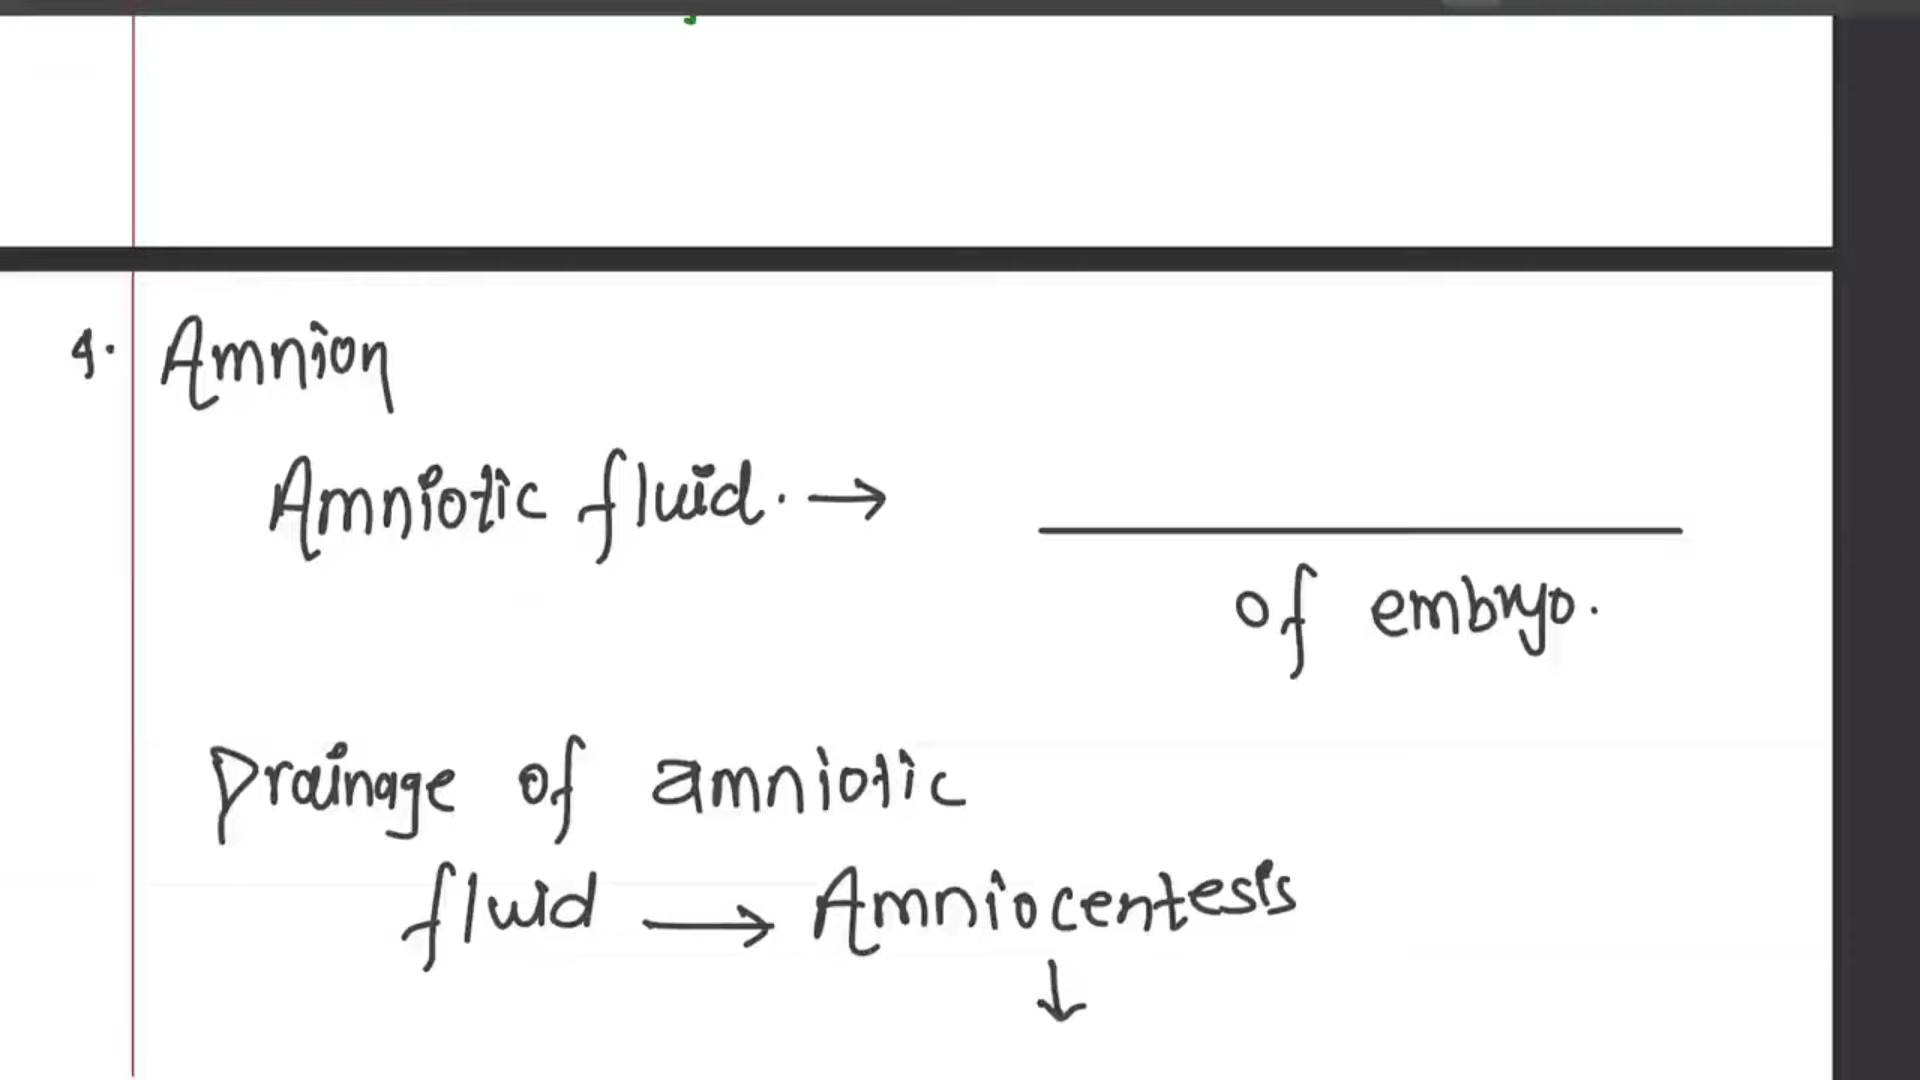 4. Amnion
Amniotic fluid. →
of embryo.
Drainage of amniotic
fluid → Amniocentesis
↓